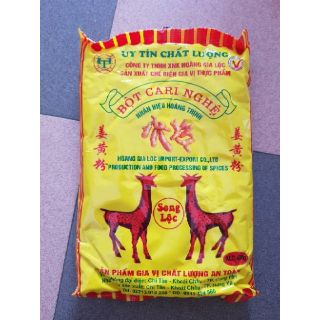 UY TÍN CHẤT LƯỢNG
CÔNG TY TNHH XNK HOÀNG GIA LỘC
SẢN XUẤT CHẾ BIẾN GIA VỊ THỰC PHẨM
BỘT CARI NGHỆ
NHÃN HIỆU HOÀNG THỊNH
姜黄粉
姜黄粉
HOANG GIA LOC IMPORT-EXPORT CO.,LTD
PRODUCTION AND FOOD PROCESSING OF SPICES
Song
Lộc
SẢN PHẨM GIA VỊ CHẤT LƯỢNG AN TOÀN